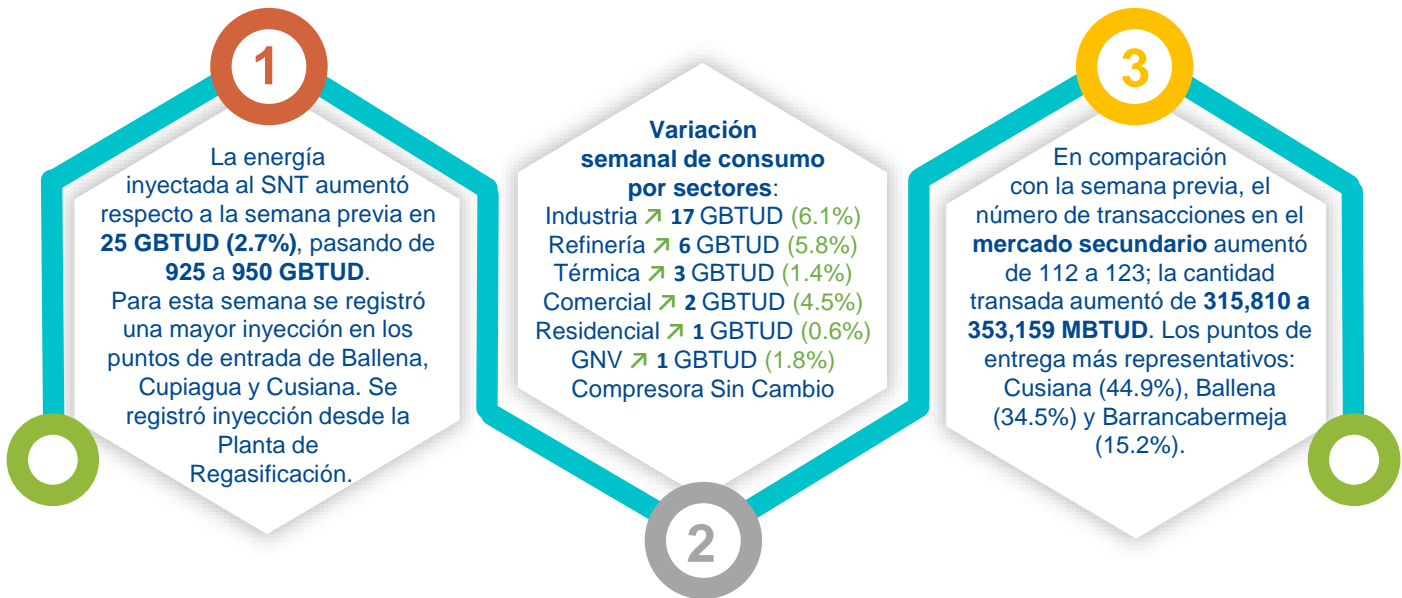 1
La energía
inyectada al SNT aumentó
respecto a la semana previa en
25 GBTUD (2.7%), pasando de
925 a 950 GBTUD.
Para esta semana se registró
una mayor inyección en los
puntos de entrada de Ballena,
Cupiagua y Cusiana. Se
registró inyección desde la
Planta de
Regasificación.
Variación
semanal de consumo
por sectores:
Industria ↗ 17 GBTUD (6.1%)
Refinería ↗ 6 GBTUD (5.8%)
Térmica ↗ 3 GBTUD (1.4%)
Comercial ↗ 2 GBTUD (4.5%)
Residencial ↗ 1 GBTUD (0.6%)
GNV ↗ 1 GBTUD (1.8%)
Compresora Sin Cambio
2
3
En comparación
con la semana previa, el
número de transacciones en el
mercado secundario aumentó
de 112 a 123; la cantidad
transada aumentó de 315,810 a
353,159 MBTUD. Los puntos de
entrega más representativos:
Cusiana (44.9%), Ballena
(34.5%) y Barrancabermeja
(15.2%).